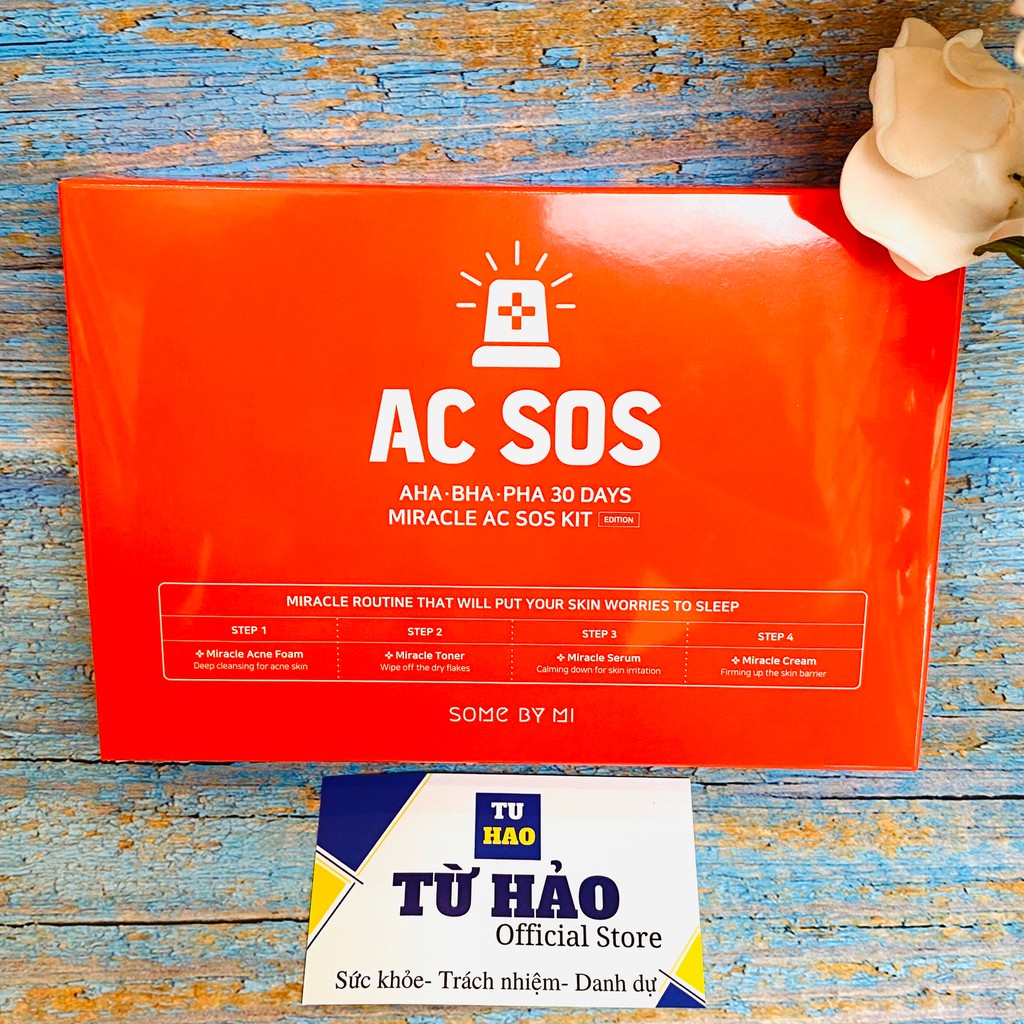 AC SOS
AHA·BHA·PHA 30 DAYS
MIRACLE AC SOS KIT EDITION
MIRACLE ROUTINE THAT WILL PUT YOUR SKIN WORRIES TO SLEEP
STEP 1
Miracle Acne Foam
Deep cleansing for acne skin
STEP 2
Miracle Toner
Wipe off the dry flakes
STEP 3
Miracle Serum
Calming down for skin irritation
STEP 4
Miracle Cream
Firming up the skin barrier
SOME BY MI
TU
HAO
TỪ HẢO
Official Store
Sức khỏe- Trách nhiệm- Danh dự